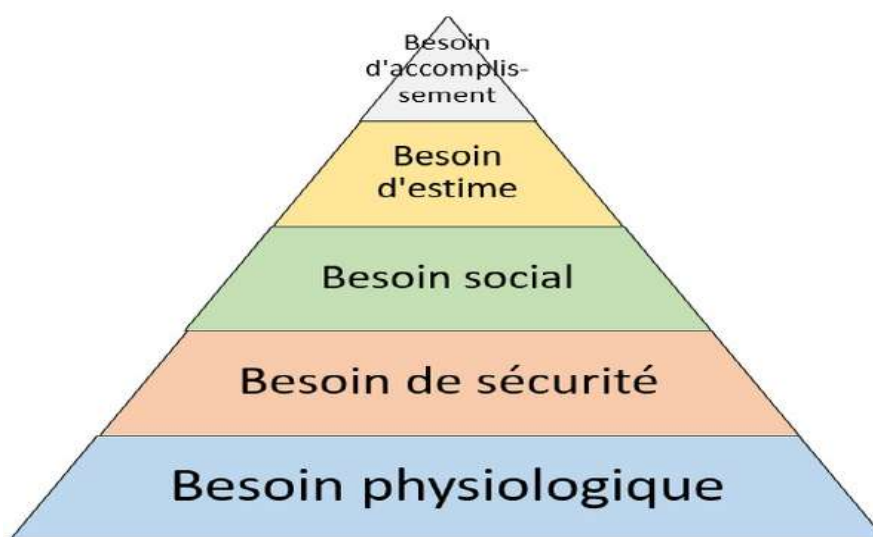 Besoin
d'accomplis-
sement
Besoin
d'estime
Besoin social
Besoin de sécurité
Besoin physiologique